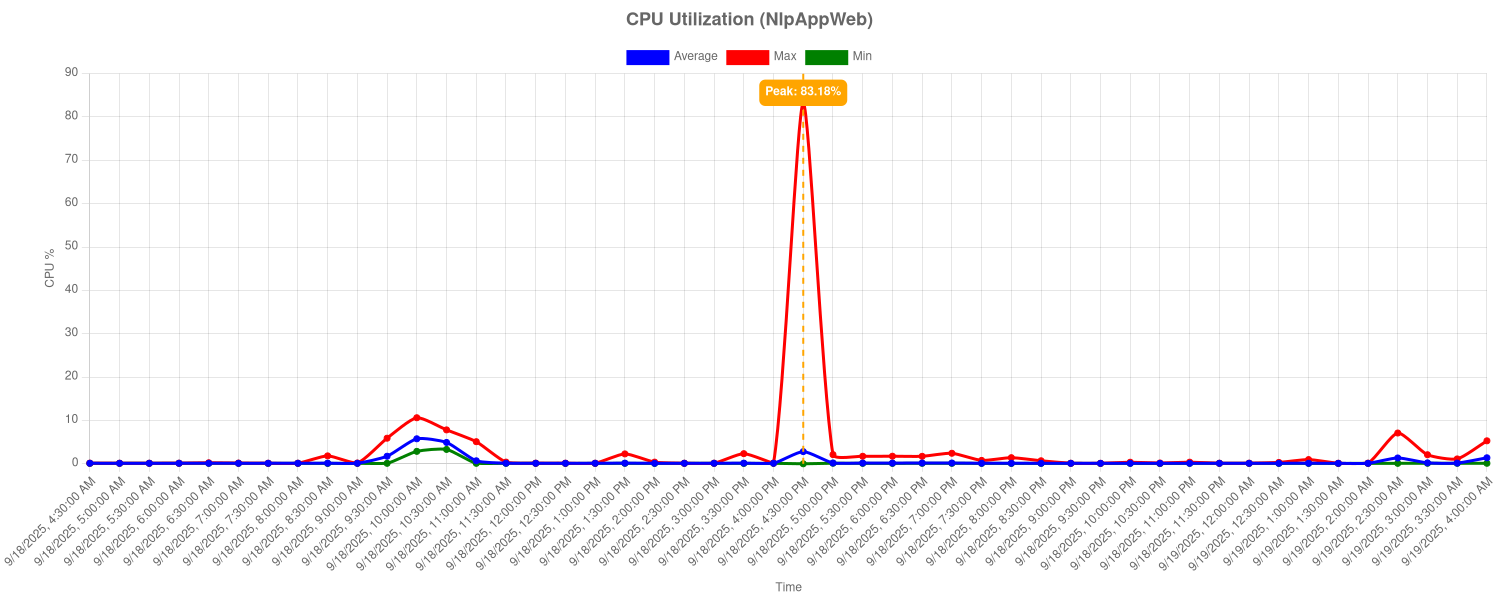 CPU Utilization (NlpAppWeb)
Average Max Min
Peak: 83.18%
90
80
70
60
50
40
30
20
10
0
CPU %
9/18/2025, 4:30:00 AM
9/18/2025, 5:00:00 AM
9/18/2025, 5:30:00 AM
9/18/2025, 6:00:00 AM
9/18/2025, 6:30:00 AM
9/18/2025, 7:00:00 AM
9/18/2025, 7:30:00 AM
9/18/2025, 8:00:00 AM
9/18/2025, 8:30:00 AM
9/18/2025, 9:00:00 AM
9/18/2025, 9:30:00 AM
9/18/2025, 10:00:00 AM
9/18/2025, 10:30:00 AM
9/18/2025, 11:00:00 AM
9/18/2025, 11:30:00 AM
9/18/2025, 12:00:00 PM
9/18/2025, 12:30:00 PM
9/18/2025, 1:00:00 PM
9/18/2025, 1:30:00 PM
9/18/2025, 2:00:00 PM
9/18/2025, 2:30:00 PM
9/18/2025, 3:00:00 PM
9/18/2025, 3:30:00 PM
9/18/2025, 4:00:00 PM
9/18/2025, 4:30:00 PM
9/18/2025, 5:00:00 PM
9/18/2025, 5:30:00 PM
9/18/2025, 6:00:00 PM
9/18/2025, 6:30:00 PM
9/18/2025, 7:00:00 PM
9/18/2025, 7:30:00 PM
9/18/2025, 8:00:00 PM
9/18/2025, 8:30:00 PM
9/18/2025, 9:00:00 PM
9/18/2025, 9:30:00 PM
9/18/2025, 10:00:00 PM
9/18/2025, 10:30:00 PM
9/18/2025, 11:00:00 PM
9/18/2025, 11:30:00 PM
9/19/2025, 12:00:00 AM
9/19/2025, 12:30:00 AM
9/19/2025, 1:00:00 AM
9/19/2025, 1:30:00 AM
9/19/2025, 2:00:00 AM
9/19/2025, 2:30:00 AM
9/19/2025, 3:00:00 AM
9/19/2025, 3:30:00 AM
9/19/2025, 4:00:00 AM
Time